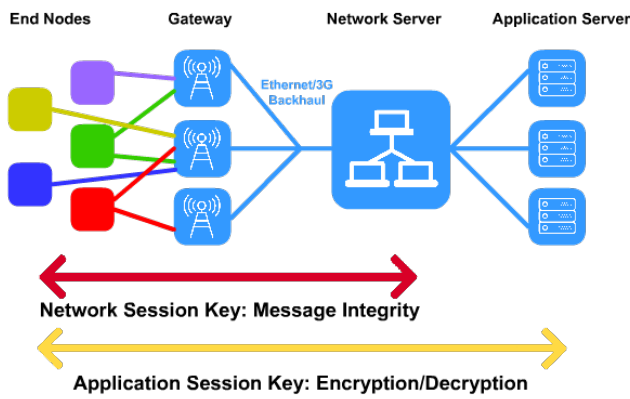 End Nodes
Gateway
Network Server
Application Server
Ethernet/3G
Backhaul
Network Session Key: Message Integrity
Application Session Key: Encryption/Decryption